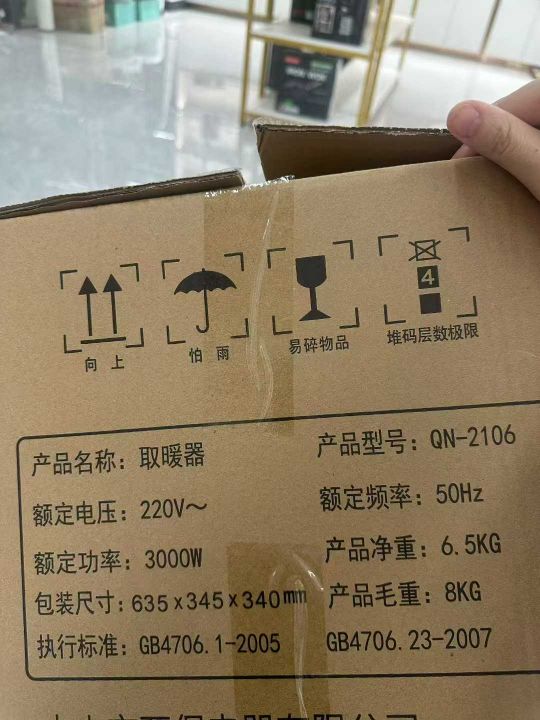 4
向上 怕雨 易碎物品 堆码层数极限
产品名称：取暖器 产品型号：QN-2106
额定电压：220V～ 额定频率：50Hz
额定功率：3000W 产品净重：6.5KG
包装尺寸：635x345x340mm 产品毛重：8KG
执行标准：GB4706.1-2005 GB4706.23-2007